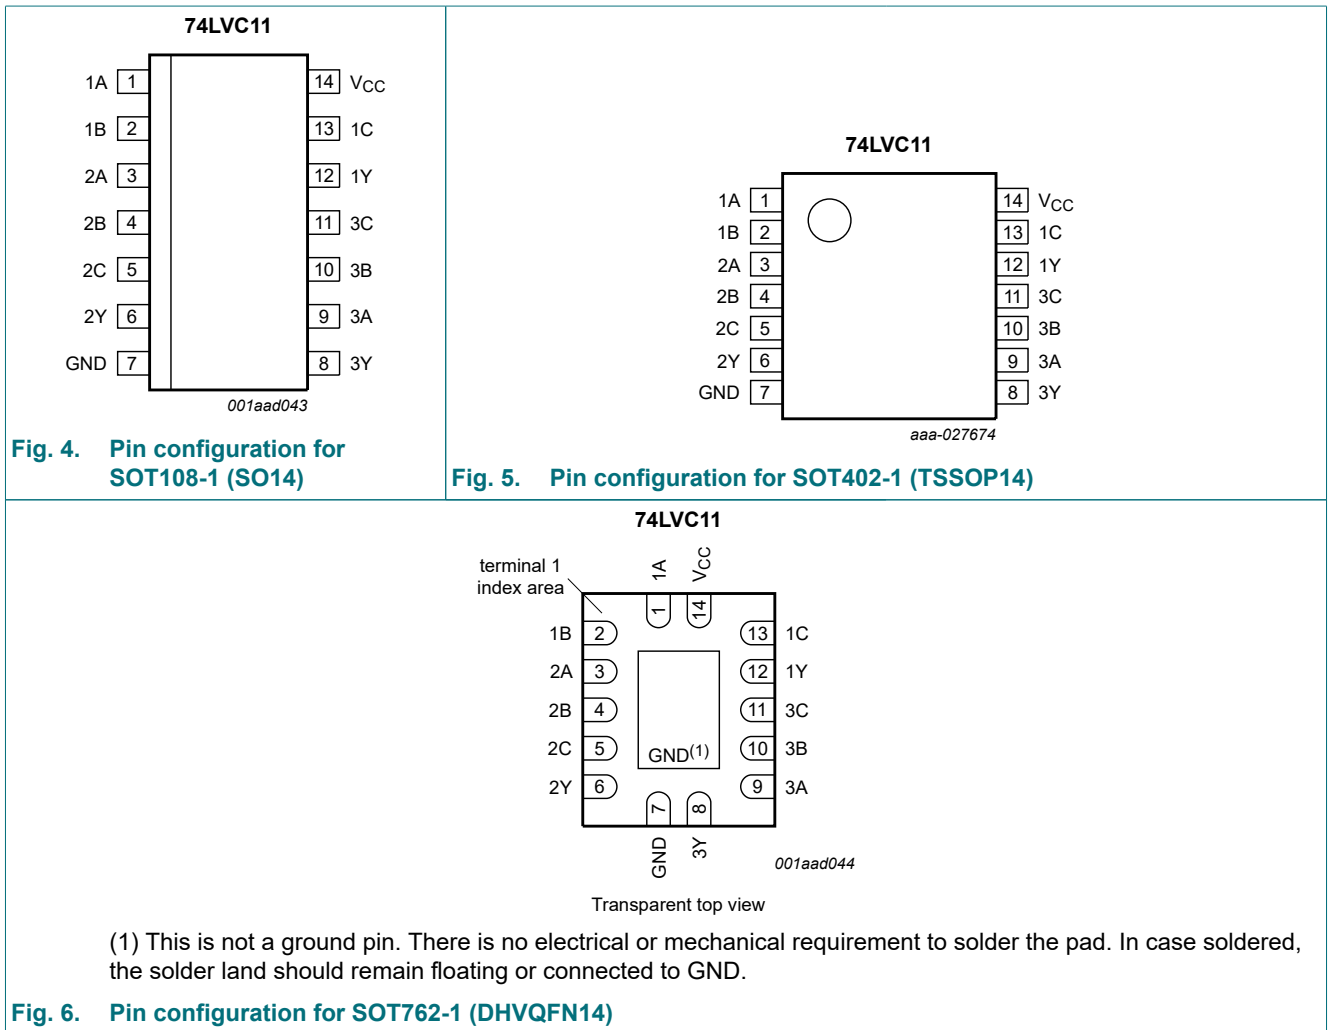 74LVC11
1A 1 14 VCC
1B 2 13 1C
2A 3 12 1Y
2B 4 11 3C
2C 5 10 3B
2Y 6 9 3A
GND 7 8 3Y
001aad043
Fig. 4. Pin configuration for
SOT108-1 (SO14)
74LVC11
1A 1 14 VCC
1B 2 13 1C
2A 3 12 1Y
2B 4 11 3C
2C 5 10 3B
2Y 6 9 3A
GND 7 8 3Y
aaa-027674
Fig. 5. Pin configuration for SOT402-1 (TSSOP14)
74LVC11
terminal 1
index area
1A VCC
1 14
1B 2 13 1C
2A 3 12 1Y
2B 4 11 3C
2C 5 GND(1) 10 3B
2Y 6 9 3A
7 8
GND 3Y
001aad044
Transparent top view
(1) This is not a ground pin. There is no electrical or mechanical requirement to solder the pad. In case soldered,
the solder land should remain floating or connected to GND.
Fig. 6. Pin configuration for SOT762-1 (DHVQFN14)